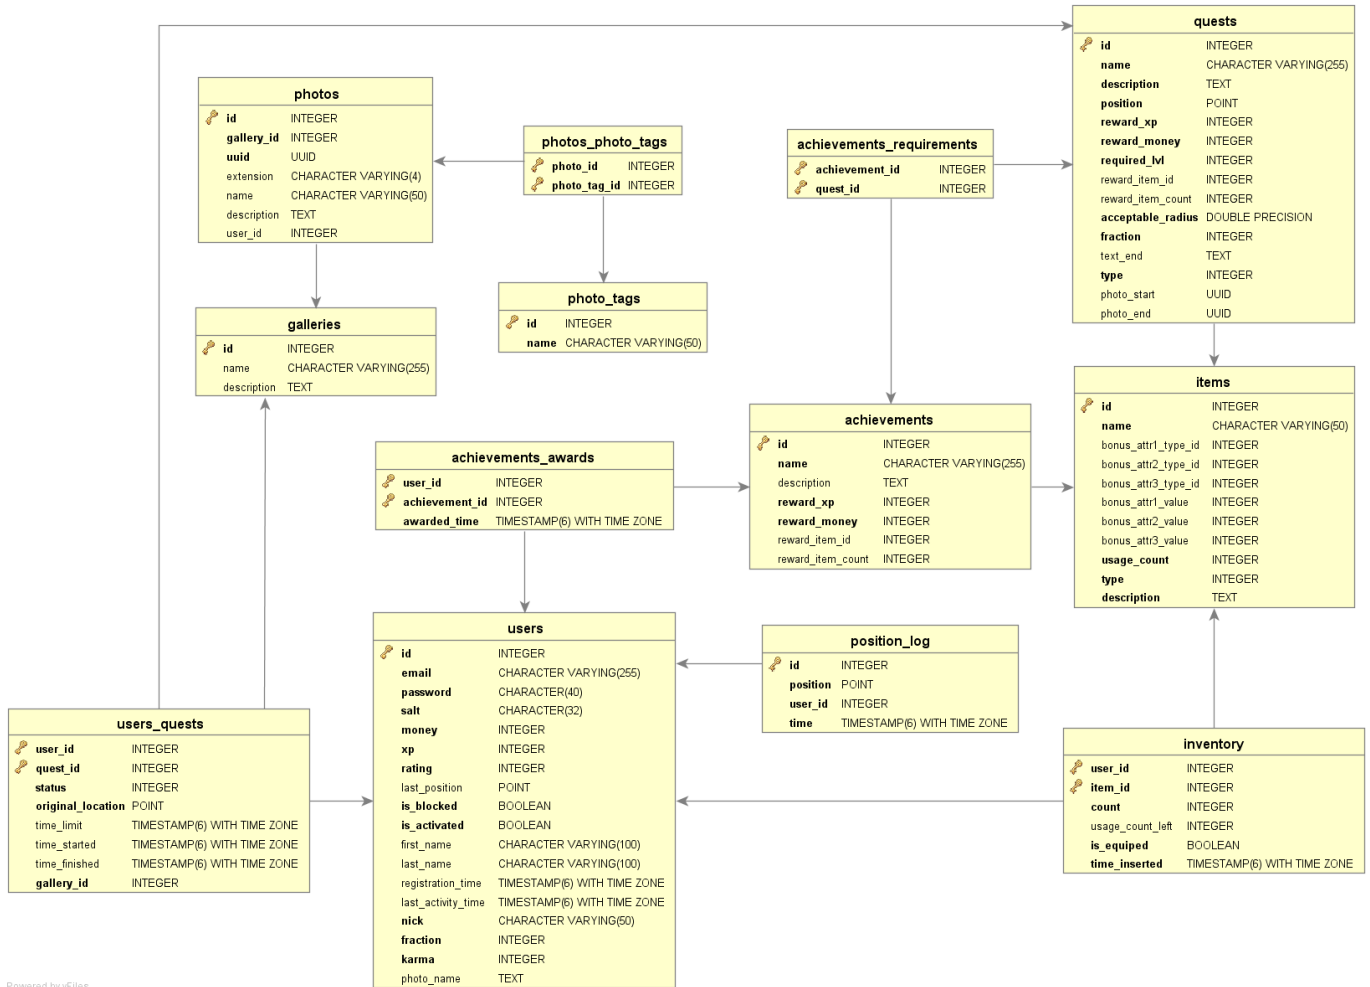 quests
id INTEGER
name CHARACTER VARYING(255)
description TEXT
position POINT
reward_xp INTEGER
reward_money INTEGER
required_lvl INTEGER
reward_item_id INTEGER
reward_item_count INTEGER
acceptable_radius DOUBLE PRECISION
fraction INTEGER
text_end TEXT
type INTEGER
photo_start UUID
photo_end UUID
photos
id INTEGER
gallery_id INTEGER
uuid UUID
extension CHARACTER VARYING(4)
name CHARACTER VARYING(50)
description TEXT
user_id INTEGER
photos_photo_tags
photo_id INTEGER
photo_tag_id INTEGER
achievements_requirements
achievement_id INTEGER
quest_id INTEGER
photo_tags
id INTEGER
name CHARACTER VARYING(50)
galleries
id INTEGER
name CHARACTER VARYING(255)
description TEXT
items
id INTEGER
name CHARACTER VARYING(50)
bonus_attr1_type_id INTEGER
bonus_attr2_type_id INTEGER
bonus_attr3_type_id INTEGER
bonus_attr1_value INTEGER
bonus_attr2_value INTEGER
bonus_attr3_value INTEGER
usage_count INTEGER
type INTEGER
description TEXT
achievements
id INTEGER
name CHARACTER VARYING(255)
description TEXT
reward_xp INTEGER
reward_money INTEGER
reward_item_id INTEGER
reward_item_count INTEGER
achievements_awards
user_id INTEGER
achievement_id INTEGER
awarded_time TIMESTAMP(6) WITH TIME ZONE
users
id INTEGER
email CHARACTER VARYING(255)
password CHARACTER(40)
salt CHARACTER(32)
money INTEGER
xp INTEGER
rating INTEGER
last_position POINT
is_blocked BOOLEAN
is_activated BOOLEAN
first_name CHARACTER VARYING(100)
last_name CHARACTER VARYING(100)
registration_time TIMESTAMP(6) WITH TIME ZONE
last_activity_time TIMESTAMP(6) WITH TIME ZONE
nick CHARACTER VARYING(50)
fraction INTEGER
karma INTEGER
photo_name TEXT
position_log
id INTEGER
position POINT
user_id INTEGER
time TIMESTAMP(6) WITH TIME ZONE
users_quests
user_id INTEGER
quest_id INTEGER
status INTEGER
original_location POINT
time_limit TIMESTAMP(6) WITH TIME ZONE
time_started TIMESTAMP(6) WITH TIME ZONE
time_finished TIMESTAMP(6) WITH TIME ZONE
gallery_id INTEGER
inventory
user_id INTEGER
item_id INTEGER
count INTEGER
usage_count_left INTEGER
is_equiped BOOLEAN
time_inserted TIMESTAMP(6) WITH TIME ZONE
Powered by yFiles